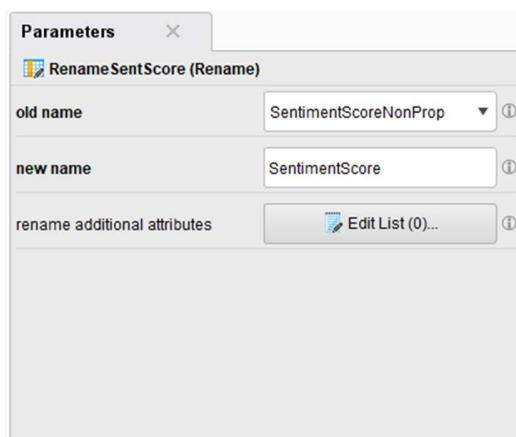 Parameters
RenameSentScore (Rename)
old name SentimentScoreNonProp
new name SentimentScore
rename additional attributes Edit List (0)...